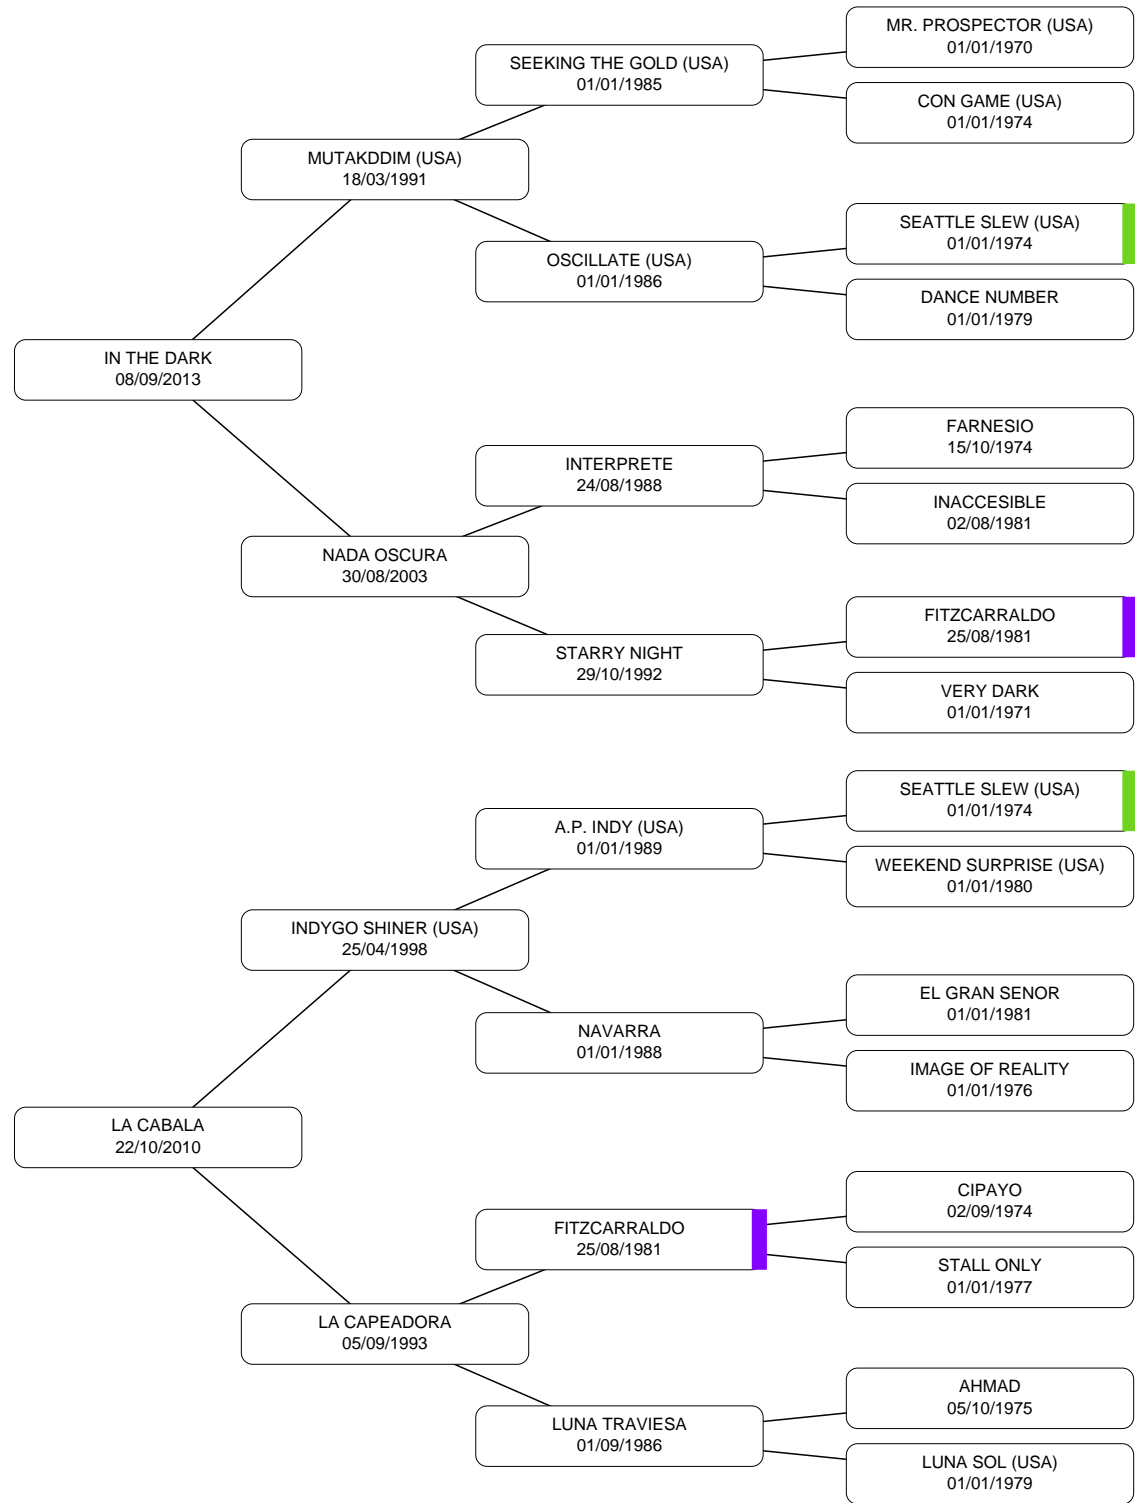 MR. PROSPECTOR (USA)
01/01/1970
SEEKING THE GOLD (USA)
01/01/1985
CON GAME (USA)
01/01/1974
MUTAKDDIM (USA)
18/03/1991
SEATTLE SLEW (USA)
01/01/1974
OSCILLATE (USA)
01/01/1986
DANCE NUMBER
01/01/1979
IN THE DARK
08/09/2013
FARNESIO
15/10/1974
INTERPRETE
24/08/1988
INACCESIBLE
02/08/1981
NADA OSCURA
30/08/2003
FITZCARRALDO
25/08/1981
STARRY NIGHT
29/10/1992
VERY DARK
01/01/1971
SEATTLE SLEW (USA)
01/01/1974
A.P. INDY (USA)
01/01/1989
WEEKEND SURPRISE (USA)
01/01/1980
INDYGO SHINER (USA)
25/04/1998
EL GRAN SENOR
01/01/1981
NAVARRA
01/01/1988
IMAGE OF REALITY
01/01/1976
LA CABALA
22/10/2010
CIPAYO
02/09/1974
FITZCARRALDO
25/08/1981
STALL ONLY
01/01/1977
LA CAPEADORA
05/09/1993
AHMAD
05/10/1975
LUNA TRAVIESA
01/09/1986
LUNA SOL (USA)
01/01/1979